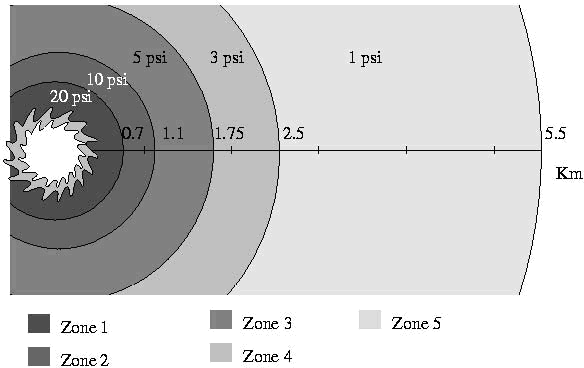 5 psi 3 psi 1 psi
10 psi
20 psi
0.7 1.1 1.75 2.5 5.5
Km
Zone 1 Zone 3 Zone 5
Zone 2 Zone 4